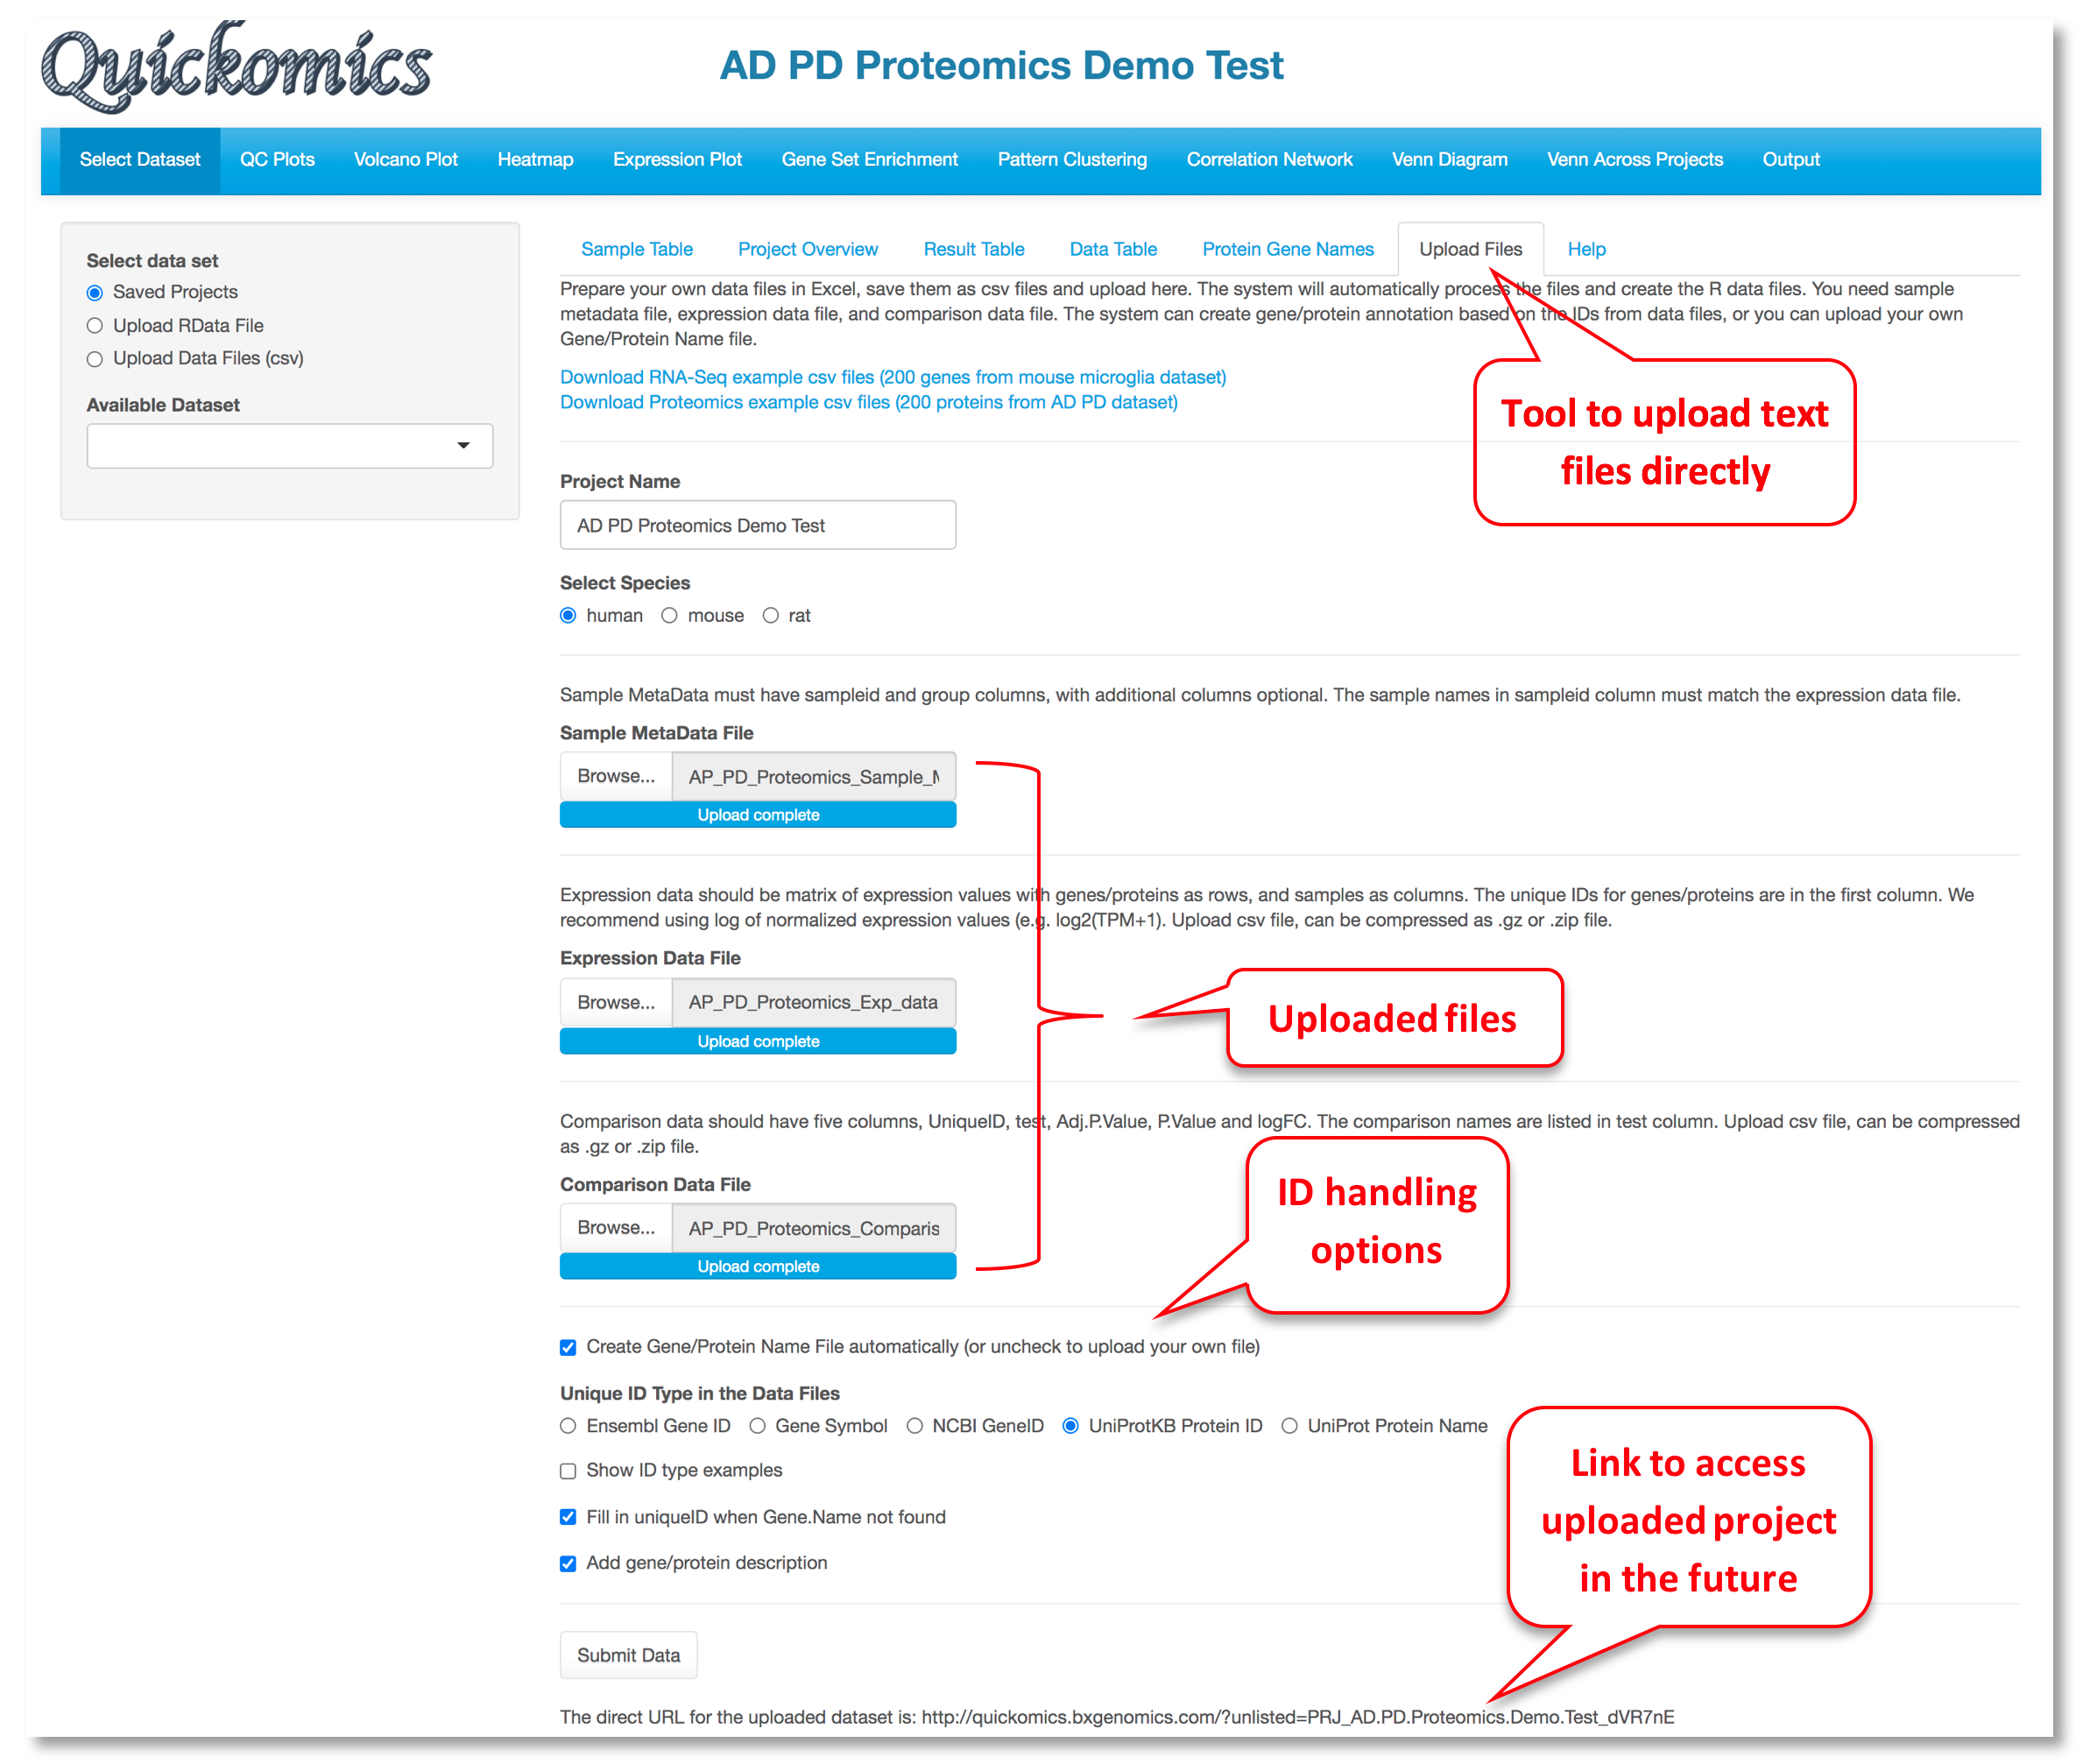 Quickomics
AD PD Proteomics Demo Test
Select Dataset QC Plots Volcano Plot Heatmap Expression Plot Gene Set Enrichment Pattern Clustering Correlation Network Venn Diagram Venn Across Projects Output
Select data set
Saved Projects
Upload RData File
Upload Data Files (csv)
Available Dataset
Sample Table Project Overview Result Table Data Table Protein Gene Names Upload Files Help
Prepare your own data files in Excel, save them as csv files and upload here. The system will automatically process the files and create the R data files. You need sample
metadata file, expression data file, and comparison data file. The system can create gene/protein annotation based on the IDs from data files, or you can upload your own
Gene/Protein Name file.
Download RNA-Seq example csv files (200 genes from mouse microglia dataset)
Download Proteomics example csv files (200 proteins from AD PD dataset)
Tool to upload text
files directly
Project Name
AD PD Proteomics Demo Test
Select Species
human mouse rat
Sample MetaData must have sampleid and group columns, with additional columns optional. The sample names in sampleid column must match the expression data file.
Sample MetaData File
Browse... AP_PD_Proteomics_Sample_M
Upload complete
Expression data should be matrix of expression values with genes/proteins as rows, and samples as columns. The unique IDs for genes/proteins are in the first column. We
recommend using log of normalized expression values (e.g. log2(TPM+1). Upload csv file, can be compressed as .gz or .zip file.
Expression Data File
Browse... AP_PD_Proteomics_Exp_data
Upload complete
Uploaded files
Comparison data should have five columns, UniqueID, test, Adj.P.Value, P.Value and logFC. The comparison names are listed in test column. Upload csv file, can be compressed
as .gz or .zip file.
Comparison Data File
Browse... AP_PD_Proteomics_Comparis
Upload complete
ID handling
options
Create Gene/Protein Name File automatically (or uncheck to upload your own file)
Unique ID Type in the Data Files
Ensembl Gene ID Gene Symbol NCBI GeneID UniProtKB Protein ID UniProt Protein Name
Show ID type examples
Fill in uniqueID when Gene.Name not found
Add gene/protein description
Link to access
uploaded project
in the future
Submit Data
The direct URL for the uploaded dataset is: http://quickomics.bxgenomics.com/?unlisted=PRJ_AD.PD.Proteomics.Demo.Test_dVR7nE